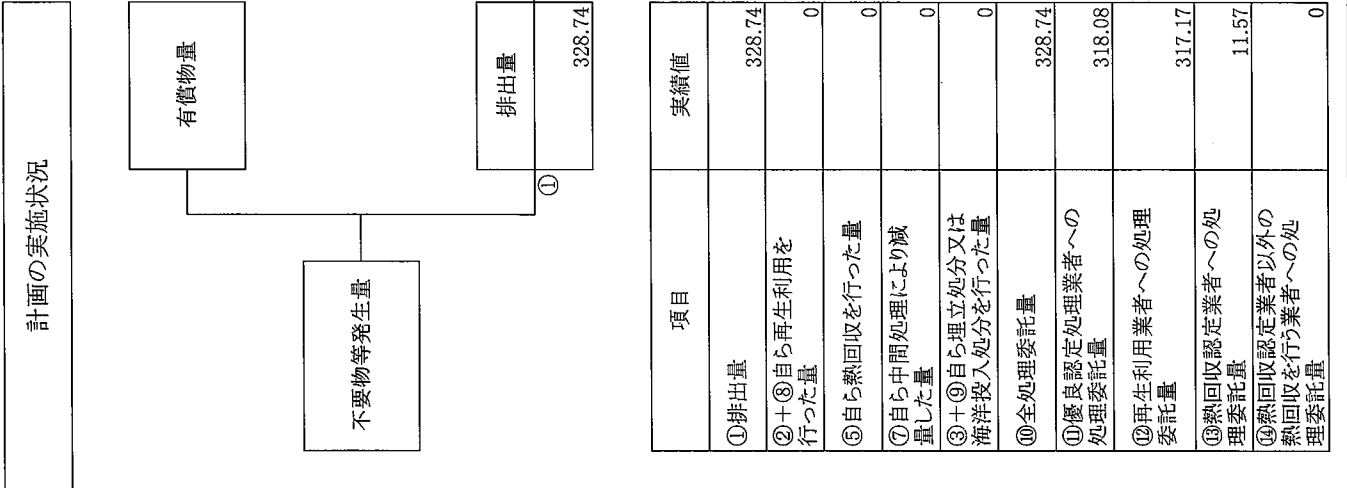 計画の実施状況
有償物量
不要物等発生量
排出量
①
328.74
項目
実績値
①排出量
328.74
②+⑧自ら再生利用を
行った量
0
⑤自ら熱回収を行った量
0
⑦自ら中間処理により減
量した量
0
③+⑨自ら埋立処分又は
海洋投入処分を行った量
0
⑩全処理委託量
328.74
⑪優良認定処理業者への
処理委託量
318.08
⑫再生利用業者への処理
委託量
317.17
⑬熱回収認定業者への処
理委託量
11.57
⑭熱回収認定業者以外の
熱回収を行う業者への処
理委託量
0